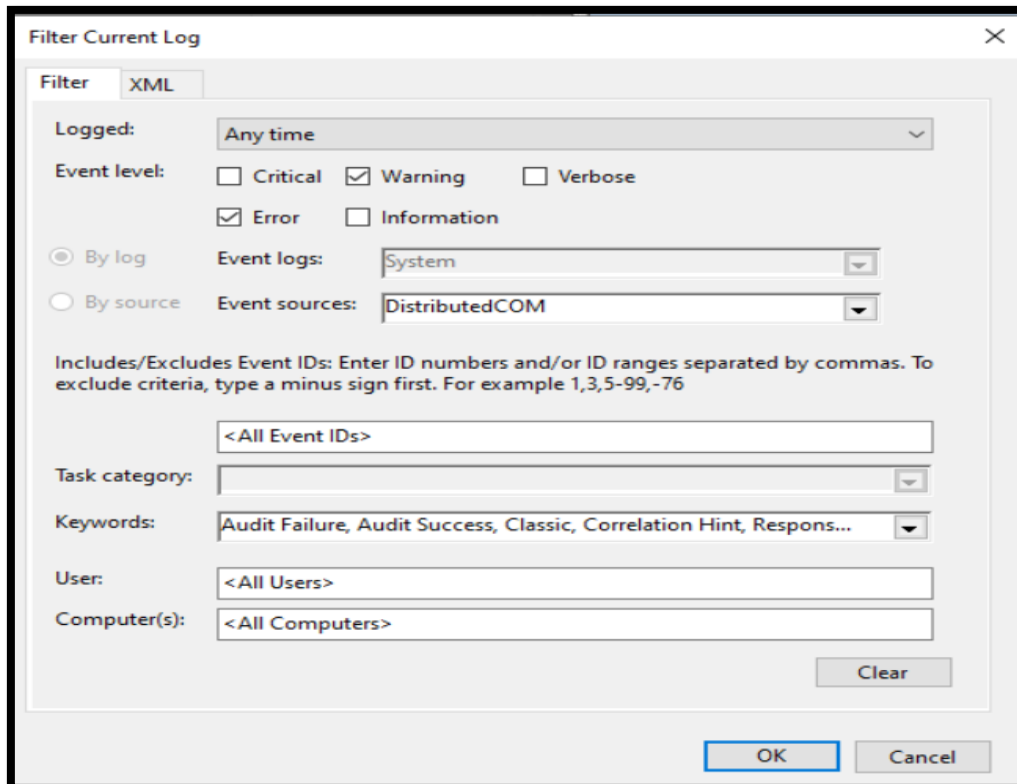 Filter Current Log
Filter XML
Logged: Any time
Event level: Critical Warning Verbose
Error Information
By log Event logs: System
By source Event sources: DistributedCOM
Includes/Excludes Event IDs: Enter ID numbers and/or ID ranges separated by commas. To
exclude criteria, type a minus sign first. For example 1,3,5-99,-76
<All Event IDs>
Task category:
Keywords: Audit Failure, Audit Success, Classic, Correlation Hint, Respons...
User: <All Users>
Computer(s): <All Computers>
Clear
OK Cancel